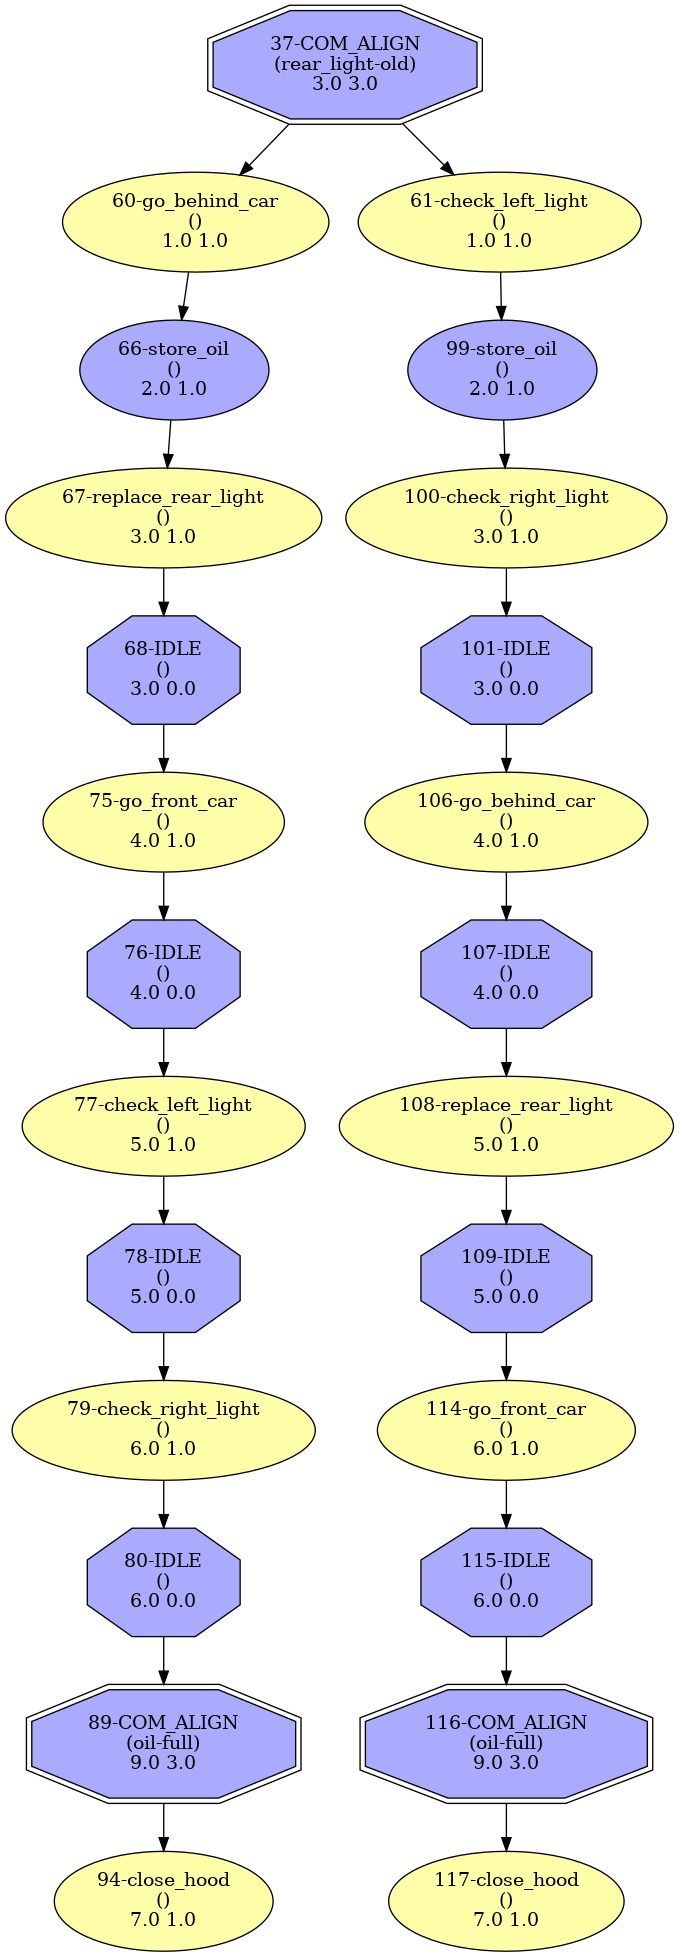 37-COM_ALIGN
(rear_light-old)
3.0 3.0
60-go_behind_car
()
1.0 1.0
61-check_left_light
()
1.0 1.0
66-store_oil
()
2.0 1.0
99-store_oil
()
2.0 1.0
67-replace_rear_light
()
3.0 1.0
100-check_right_light
()
3.0 1.0
68-IDLE
()
3.0 0.0
101-IDLE
()
3.0 0.0
75-go_front_car
()
4.0 1.0
106-go_behind_car
()
4.0 1.0
76-IDLE
()
4.0 0.0
107-IDLE
()
4.0 0.0
77-check_left_light
()
5.0 1.0
108-replace_rear_light
()
5.0 1.0
78-IDLE
()
5.0 0.0
109-IDLE
()
5.0 0.0
79-check_right_light
()
6.0 1.0
114-go_front_car
()
6.0 1.0
80-IDLE
()
6.0 0.0
115-IDLE
()
6.0 0.0
89-COM_ALIGN
(oil-full)
9.0 3.0
116-COM_ALIGN
(oil-full)
9.0 3.0
94-close_hood
()
7.0 1.0
117-close_hood
()
7.0 1.0